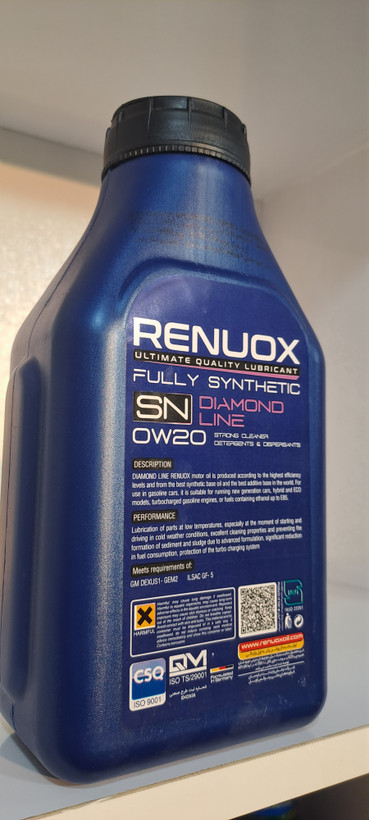 RENUOX
ULTIMATE QUALITY LUBRICANT
FULLY SYNTHETIC
SN DIAMOND
LINE
0W20 STRONG CLEANER
DETERGENTS & DISPERSANTS
DESCRIPTION
DIAMOND LINE RENUOX motor oil is produced according to the highest efficiency
levels and from the best synthetic base oil and the best additive base in the world. For
use in gasoline cars, it is suitable for running new generation cars, hybrid and ECO
models, turbocharged gasoline engines, or fuels containing ethanol up to E85.
PERFORMANCE
Lubrication of parts at low temperatures, especially at the moment of starting and
driving in cold weather conditions, excellent cleaning properties and preventing the
formation of sediment and sludge due to advanced formulation, significant reduction
in fuel consumption, protection of the turbo charging system
Meets requirements of:
GM DEXUS1- GEM2 ILSAC GF- 5
HARMFUL
www.renuoxoil.com
CSQ
ISO 9001
QM
ISO TS/29001
Formulated
in Germany